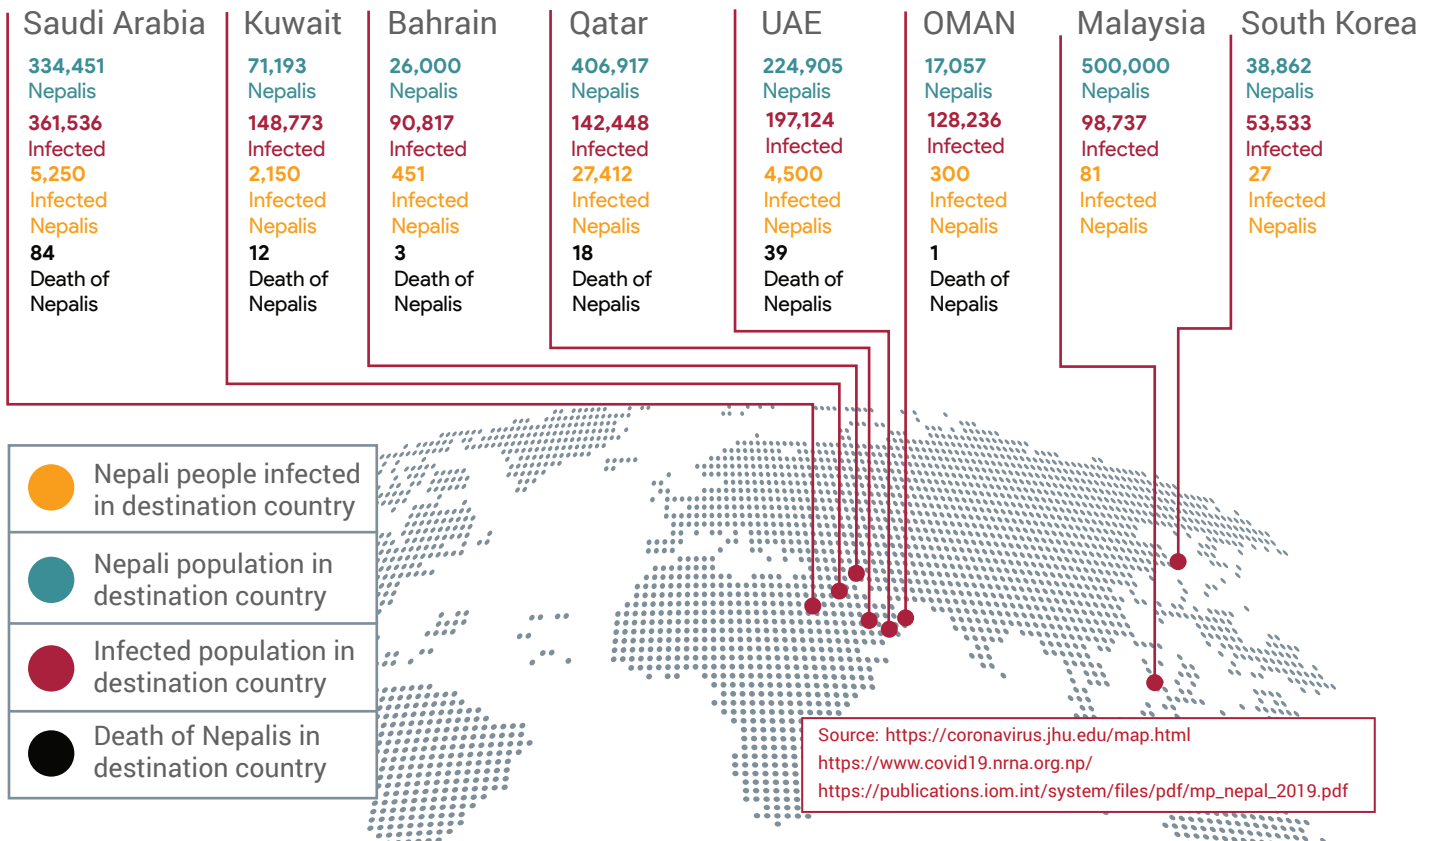 Saudi Arabia
334,451
Nepalis
361,536
Infected
5,250
Infected
Nepalis
84
Death of
Nepalis
Kuwait
71,193
Nepalis
148,773
Infected
2,150
Infected
Nepalis
12
Death of
Nepalis
Bahrain
26,000
Nepalis
90,817
Infected
451
Infected
Nepalis
3
Death of
Nepalis
Qatar
406,917
Nepalis
142,448
Infected
27,412
Infected
Nepalis
18
Death of
Nepalis
UAE
224,905
Nepalis
197,124
Infected
4,500
Infected
Nepalis
39
Death of
Nepalis
OMAN
17,057
Nepalis
128,236
Infected
300
Infected
Nepalis
1
Death of
Nepalis
Malaysia
500,000
Nepalis
98,737
Infected
81
Infected
Nepalis
South Korea
38,862
Nepalis
53,533
Infected
27
Infected
Nepalis
Nepali people infected
in destination country
Nepali population in
destination country
Infected population in
destination country
Death of Nepalis in
destination country
Source: https://coronavirus.jhu.edu/map.html
https://www.covid19.nrna.org.np/
https://publications.iom.int/system/files/pdf/mp_nepal_2019.pdf